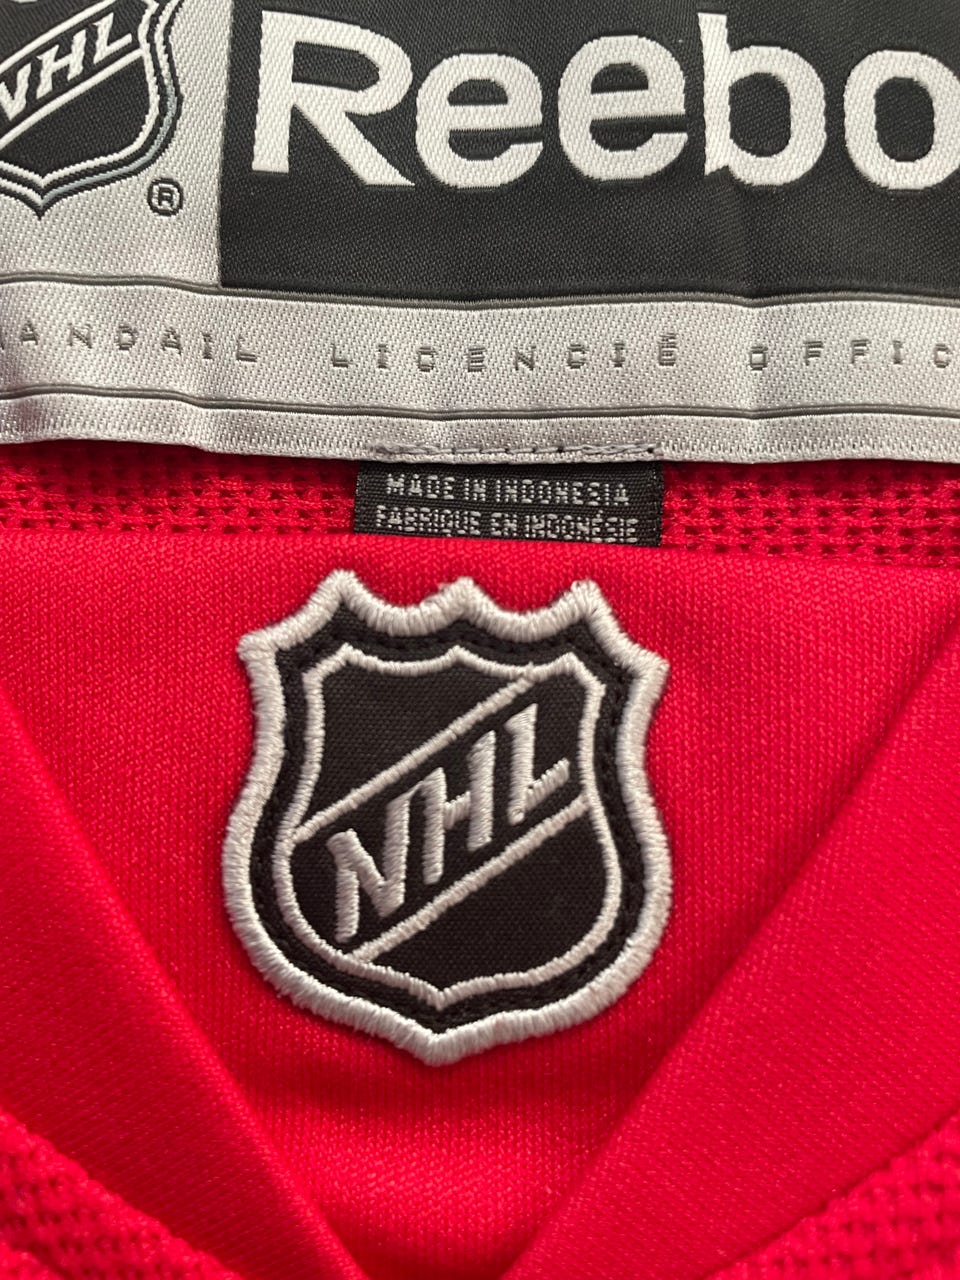 NHL Reebo
®
ANDAIL LICENCIÉ OFFIC
MADE IN INDONESIA
FABRIQUÉ EN INDONÉSIE
NHL